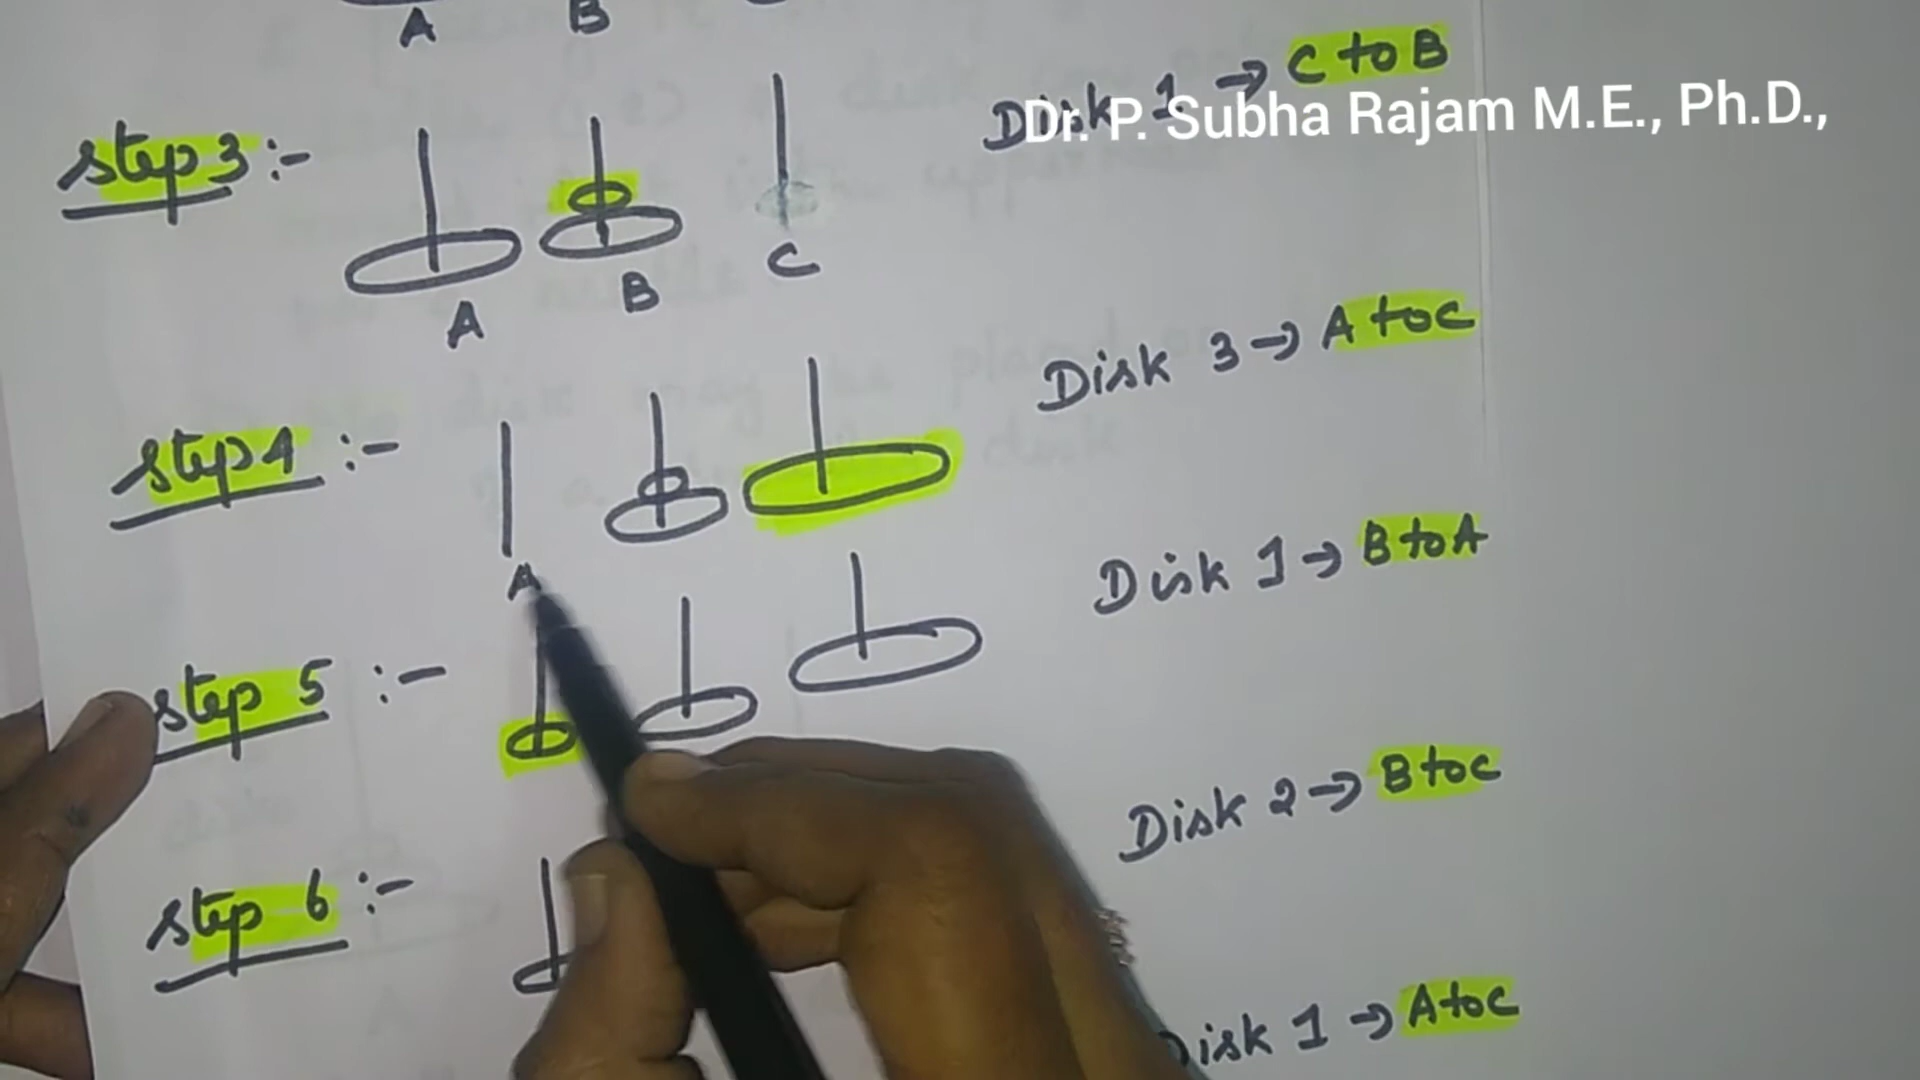 A B
Disk 1 → C to B
Dr. P. Subha Rajam M.E., Ph.D.,
step 3 :-
A B C
Disk 3 → A to C
step 4 :-
A
Disk 1 → B to A
step 5 :-
Disk 2 → B to C
step 6 :-
Disk 1 → A to C